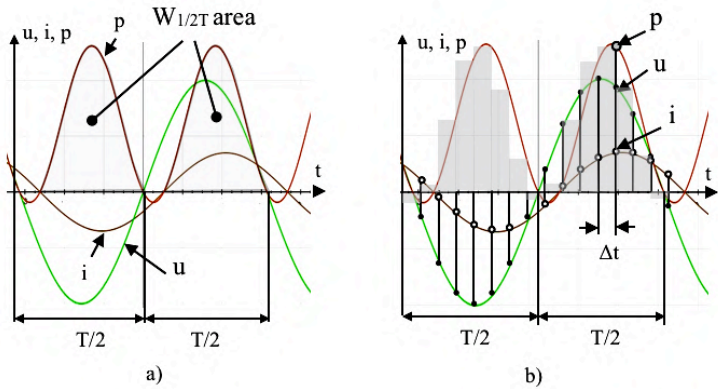 u, i, p
p
W1/2T area
t
i
u
T/2
T/2
a)
u, i, p
p
u
i
t
Δt
T/2
T/2
b)